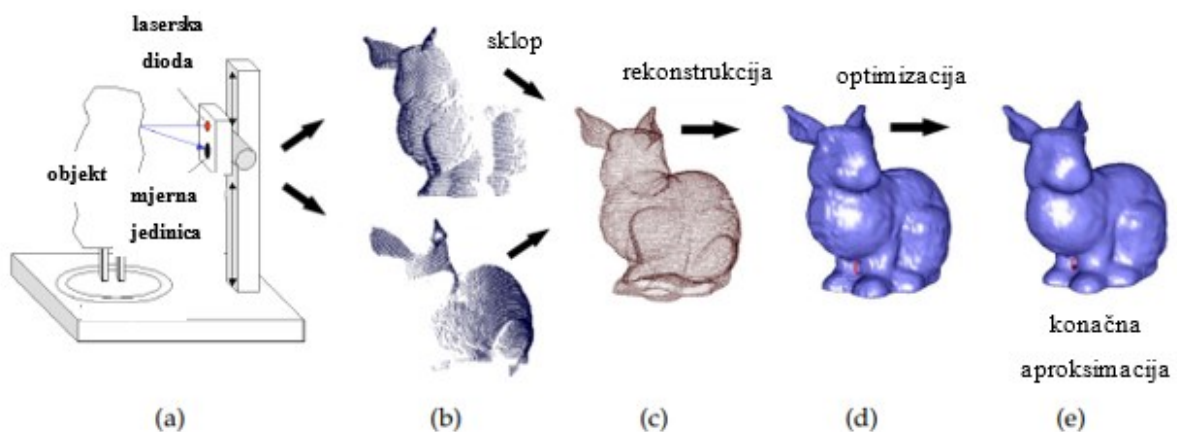 laserska
dioda
objekt
mjerna
jedinica
sklop
rekonstrukcija
optimizacija
konačna
aproksimacija
(a)
(b)
(c)
(d)
(e)